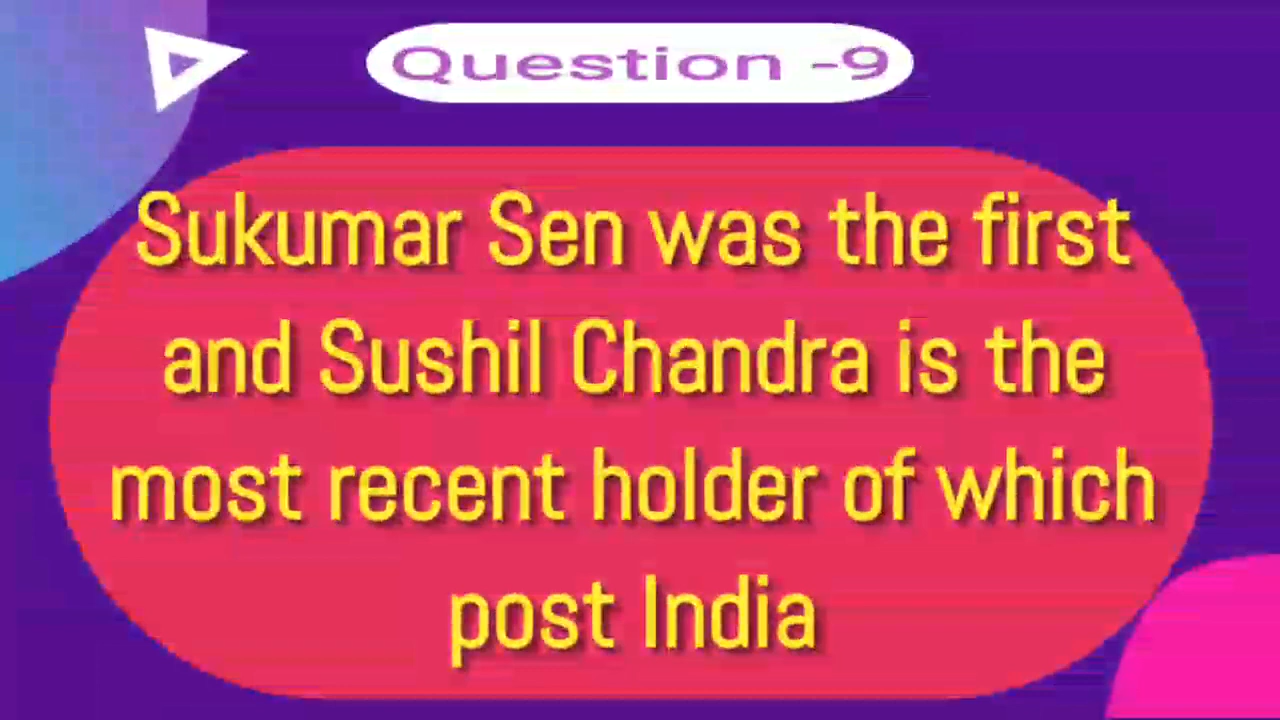 Question -9
Sukumar Sen was the first
and Sushil Chandra is the
most recent holder of which
post India